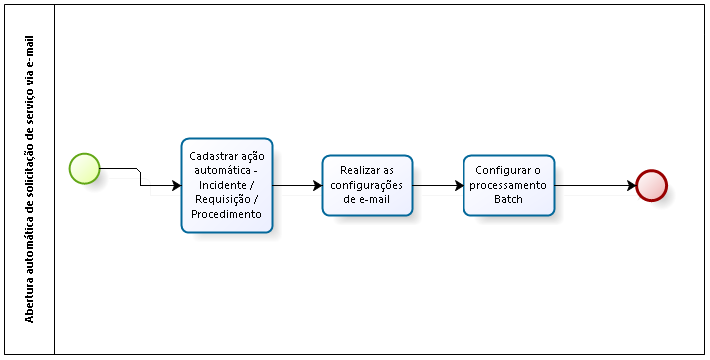 Abertura automática de solicitação de serviço via e-mail
Cadastrar ação
automática -
Incidente /
Requisição /
Procedimento
Realizar as
configurações
de e-mail
Configurar o
processamento
Batch